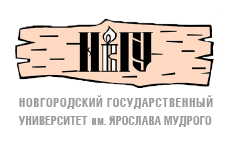 НГУ
НОВГОРОДСКИЙ ГОСУДАРСТВЕННЫЙ
УНИВЕРСИТЕТ им. ЯРОСЛАВА МУДРОГО